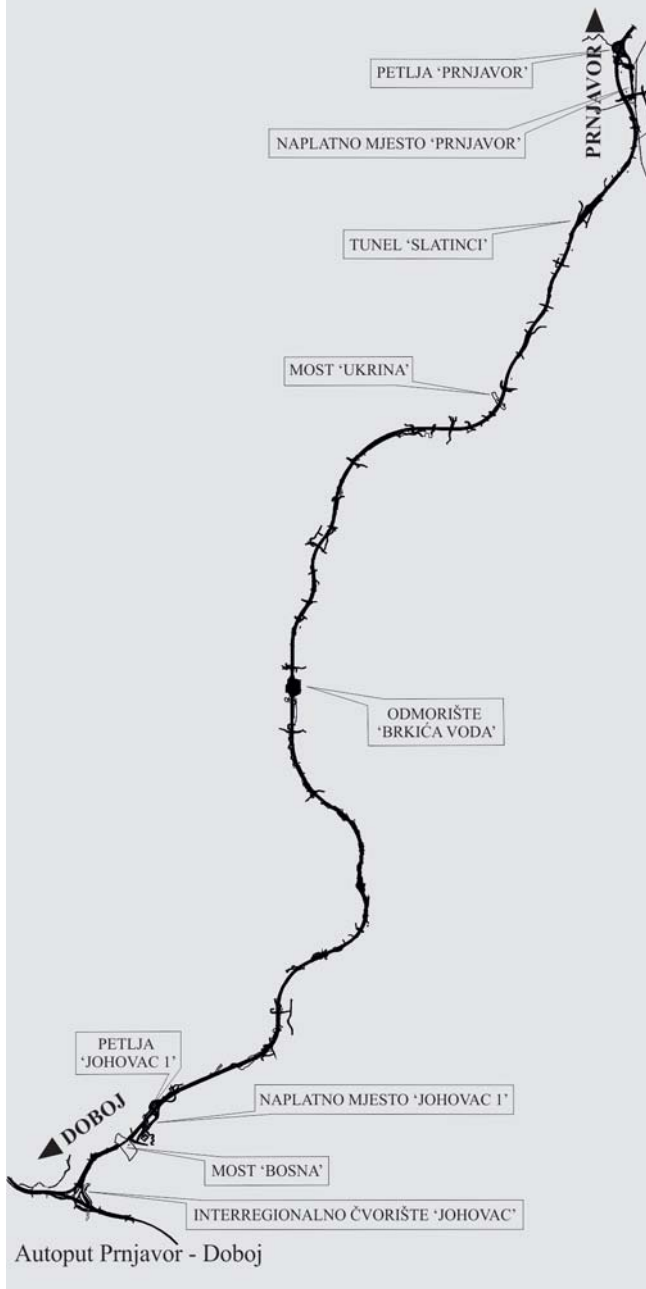 PRNJAVOR
PETLJA ‘PRNJAVOR’
NAPLATNO MJESTO ‘PRNJAVOR’
TUNEL ‘SLATINCI’
MOST ‘UKRINA’
ODMORIŠTE
‘BRKIĆA VODA’
PETLJA
‘JOHOVAC 1’
NAPLATNO MJESTO ‘JOHOVAC 1’
DOBOJ
MOST ‘BOSNA’
INTERREGIONALNO ČVORIŠTE ‘JOHOVAC’
Autoput Prnjavor - Doboj